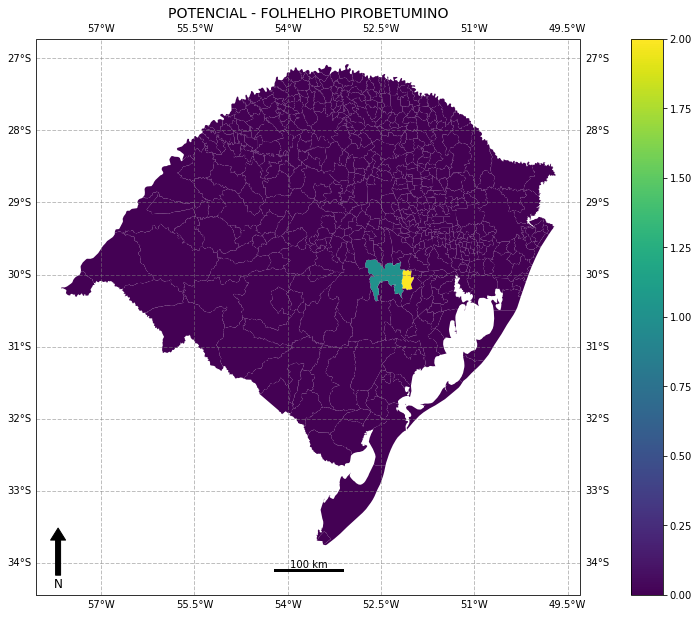 POTENCIAL - FOLHELHO PIROBETUMINO
57°W 55.5°W 54°W 52.5°W 51°W 49.5°W
27°S 27°S
28°S 28°S
29°S 29°S
30°S 30°S
31°S 31°S
32°S 32°S
33°S 33°S
34°S 34°S
N
100 km
57°W 55.5°W 54°W 52.5°W 51°W 49.5°W
2.00
1.75
1.50
1.25
1.00
0.75
0.50
0.25
0.00